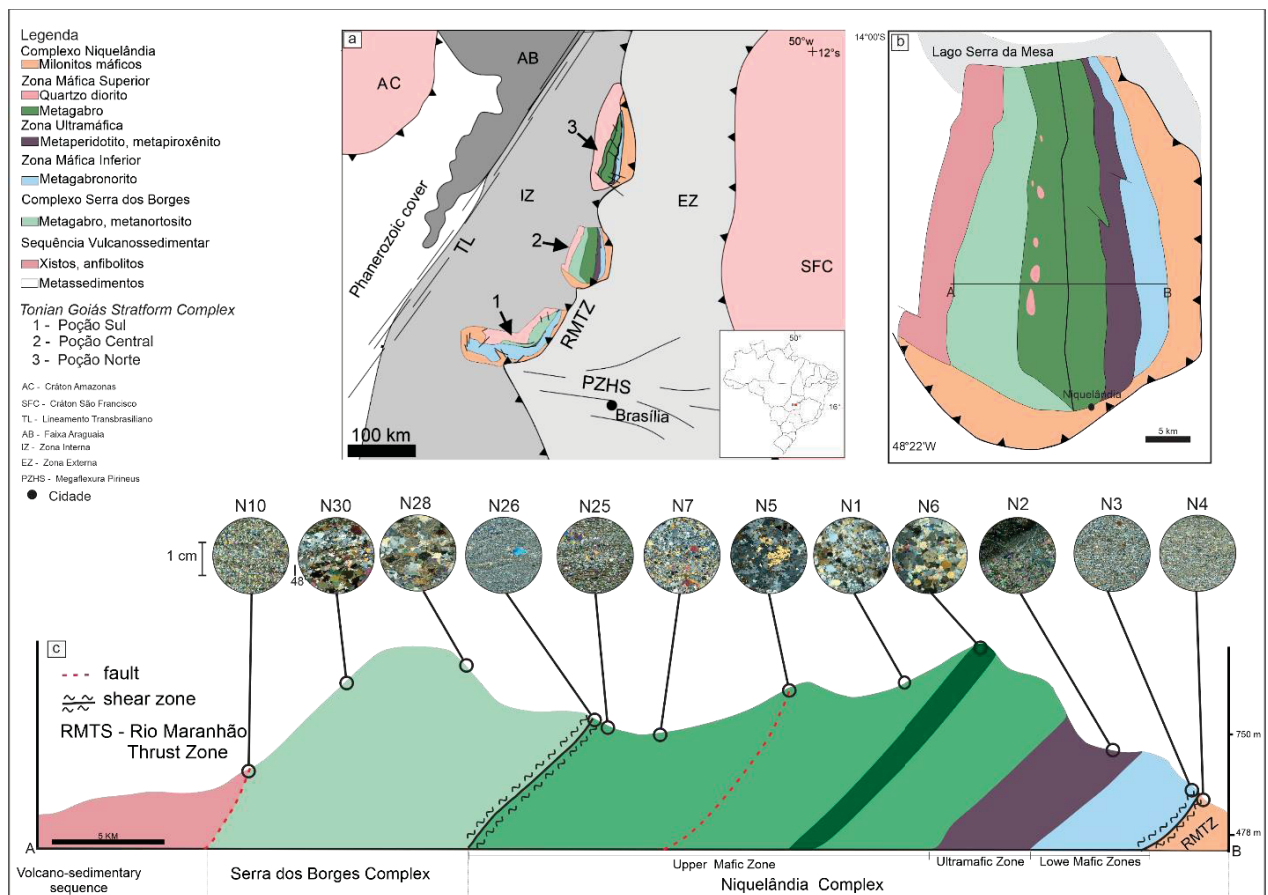 Legenda
Complexo Niquelândia
Milonitos máficos
Zona Máfica Superior
Quartzo diorito
Metagabro
Zona Ultramáfica
Metaperidotito, metapiroxênito
Zona Máfica Inferior
Metagabronorito
Complexo Serra dos Borges
Metagabro, metanortosito
Sequência Vulcanossedimentar
Xistos, anfibolitos
Metassedimentos
Tonian Goiás Stratform Complex
1 - Poção Sul
2 - Poção Central
3 - Poção Norte
AC - Cráton Amazonas
SFC - Cráton São Francisco
TL - Lineamento Transbrasiliano
AB - Faixa Araguaia
IZ - Zona Interna
EZ - Zona Externa
PZHS - Megaflexura Pirineus
Cidade
a
50°w
12°s
AC
AB
Phanerozoic cover
TL
IZ
EZ
SFC
3
2
1
RMTZ
PZHS
Brasília
100 km
50°
16°
14°00'S
b
Lago Serra da Mesa
A
B
Niquelândia
5 km
48°22'W
N10 N30 N28 N26 N25 N7 N5 N1 N6 N2 N3 N4
1 cm
48
c
fault
shear zone
RMTS - Rio Maranhão
Thrust Zone
750 m
478 m
RMTZ
5 KM
A
B
Volcano-sedimentary
sequence
Serra dos Borges Complex
Upper Mafic Zone
Ultramafic Zone
Lowe Mafic Zones
Niquelândia Complex